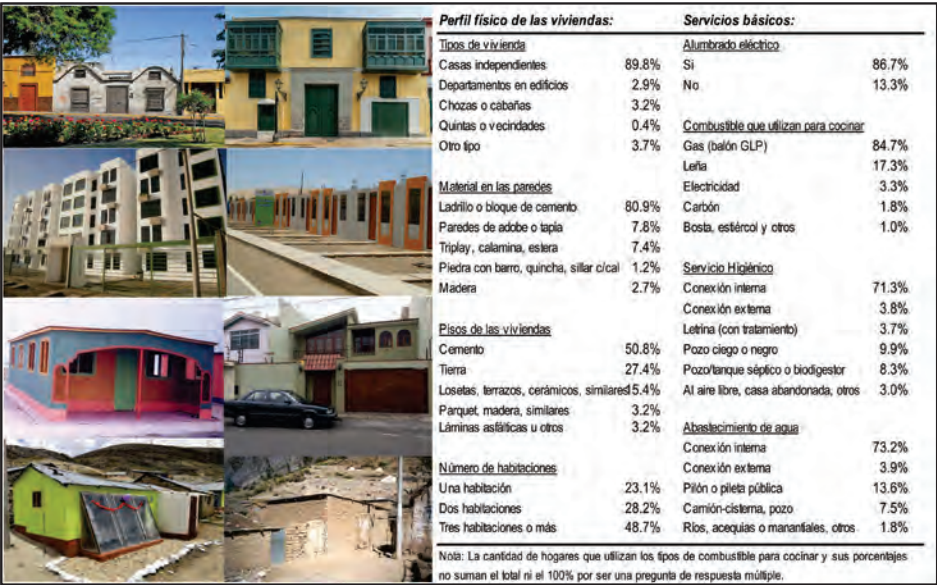 Perfil físico de las viviendas:
Tipos de vivienda
Casas independientes 89.8%
Departamentos en edificios 2.9%
Chozas o cabañas 3.2%
Quintas o vecindades 0.4%
Otro tipo 3.7%
Material en las paredes
Ladrillo o bloque de cemento 80.9%
Paredes de adobe o tapia 7.8%
Triplay, calamina, estera 7.4%
Piedra con barro, quincha, sillar c/cal 1.2%
Madera 2.7%
Pisos de las viviendas
Cemento 50.8%
Tierra 27.4%
Losetas, terrazos, cerámicos, similares 15.4%
Parquet, madera, similares 3.2%
Láminas asfálticas u otros 3.2%
Número de habitaciones
Una habitación 23.1%
Dos habitaciones 28.2%
Tres habitaciones o más 48.7%
Servicios básicos:
Alumbrado eléctrico
Si 86.7%
No 13.3%
Combustible que utilizan para cocinar
Gas (balón GLP) 84.7%
Leña 17.3%
Electricidad 3.3%
Carbón 1.8%
Bosta, estiércol y otros 1.0%
Servicio Higiénico
Conexión interna 71.3%
Conexión externa 3.8%
Letrina (con tratamiento) 3.7%
Pozo ciego o negro 9.9%
Pozo/tanque séptico o biodigestor 8.3%
Al aire libre, casa abandonada, otros 3.0%
Abastecimiento de agua
Conexión interna 73.2%
Conexión externa 3.9%
Pilón o pileta pública 13.6%
Camión-cisterna, pozo 7.5%
Ríos, acequias o manantiales, otros 1.8%
Nota: La cantidad de hogares que utilizan los tipos de combustible para cocinar y sus porcentajes
no suman el total ni el 100% por ser una pregunta de respuesta múltiple.